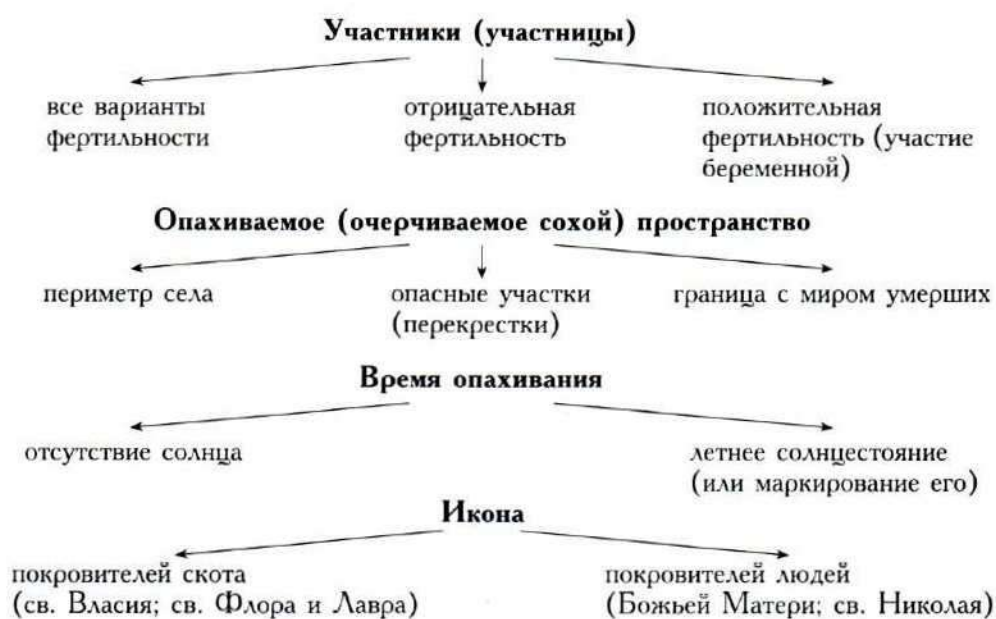 Участники (участницы)
все варианты фертильности
отрицательная фертильность
положительная фертильность (участие беременной)
Опахиваемое (очерчиваемое сохой) пространство
периметр села
опасные участки (перекрестки)
граница с миром умерших
Время опахивания
отсутствие солнца
летнее солнцестояние (или маркирование его)
Икона
покровителей скота (св. Власия; св. Флора и Лавра)
покровителей людей (Божьей Матери; св. Николая)